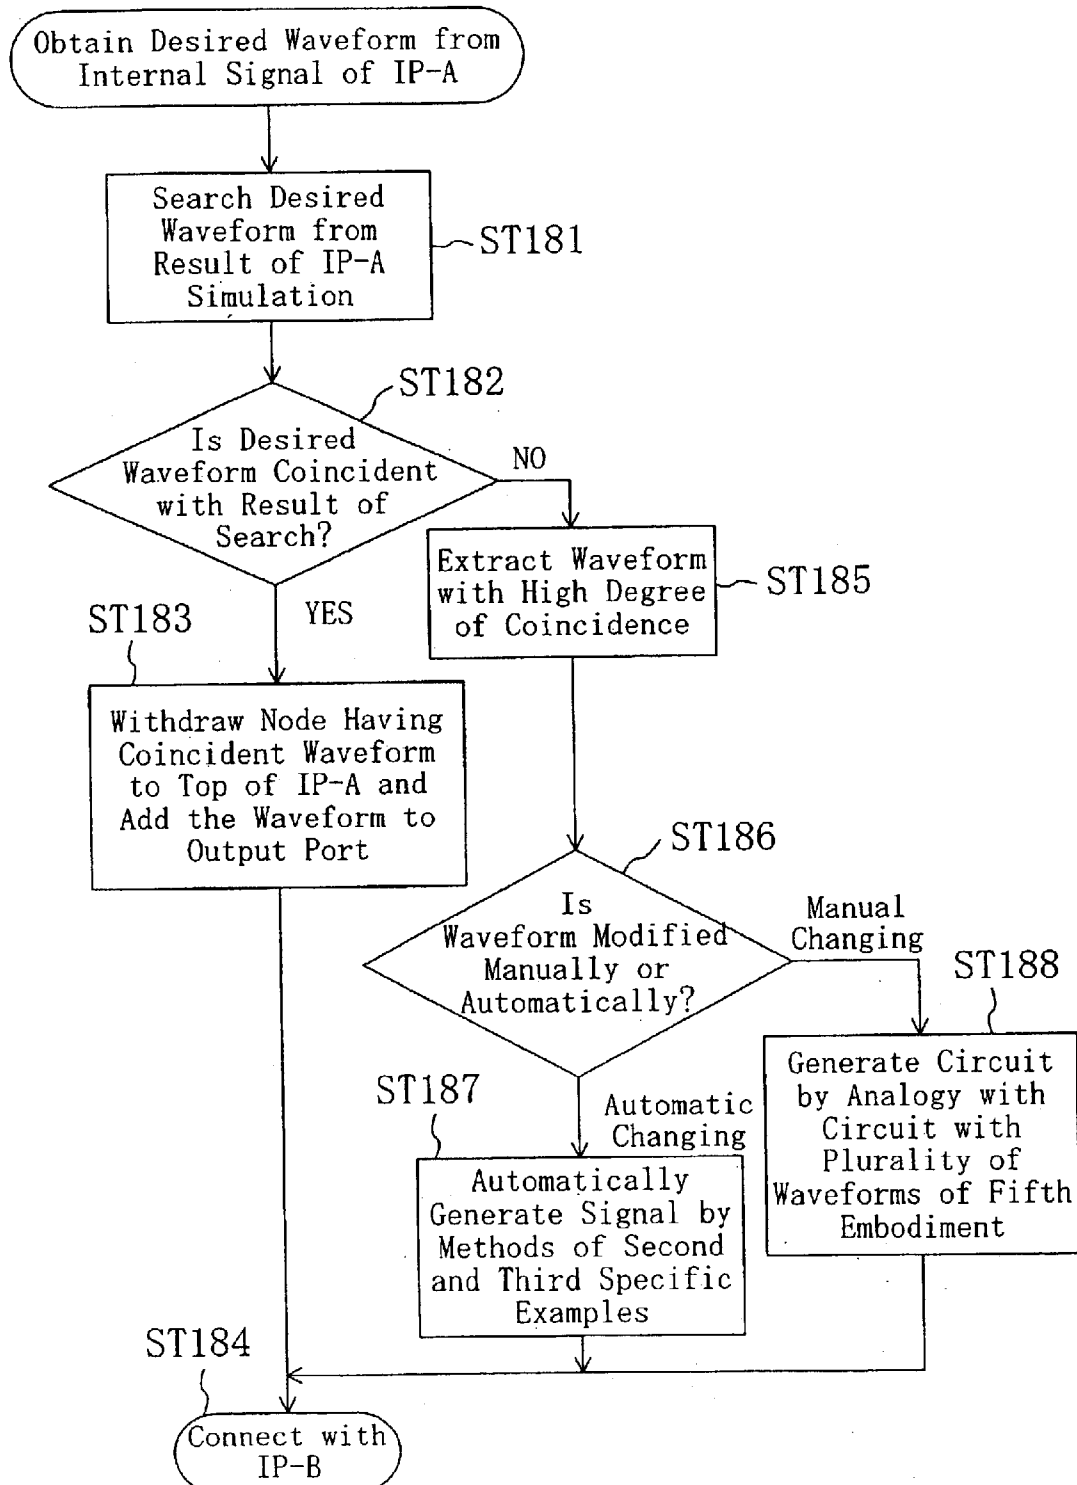 Obtain Desired Waveform from
Internal Signal of IP-A
Search Desired
Waveform from
Result of IP-A
Simulation
ST181
ST182
Is Desired
Waveform Coincident
with Result of
Search?
NO
YES
Extract Waveform
with High Degree
of Coincidence
ST185
ST183
Withdraw Node Having
Coincident Waveform
to Top of IP-A and
Add the Waveform to
Output Port
ST186
Is
Waveform Modified
Manually or
Automatically?
Manual
Changing
ST188
Generate Circuit
by Analogy with
Circuit with
Plurality of
Waveforms of Fifth
Embodiment
ST187
Automatic
Changing
Automatically
Generate Signal by
Methods of Second
and Third Specific
Examples
ST184
Connect with
IP-B